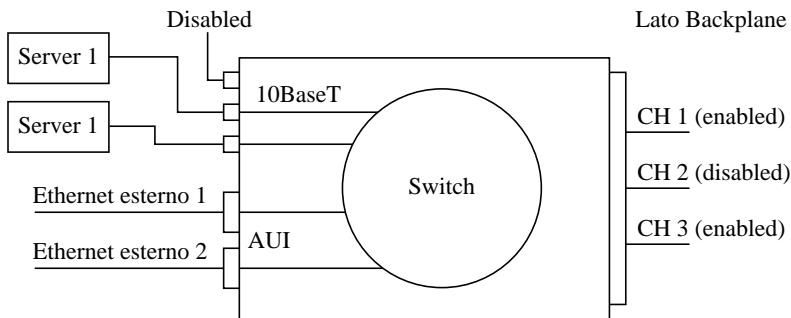 Disabled
Lato Backplane
Server 1
10BaseT
Server 1
CH 1 (enabled)
CH 2 (disabled)
Switch
Ethernet esterno 1
CH 3 (enabled)
AUI
Ethernet esterno 2